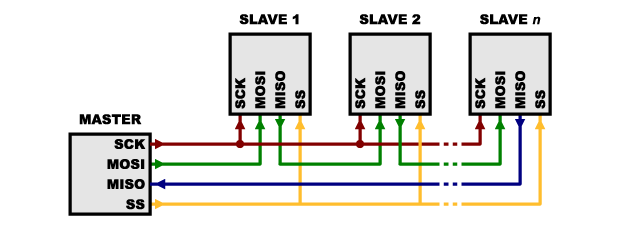 SLAVE 1 SLAVE 2 SLAVE n
SCK MOSI MISO SS SCK MOSI MISO SS SCK MOSI MISO SS
MASTER
SCK
MOSI
MISO
SS